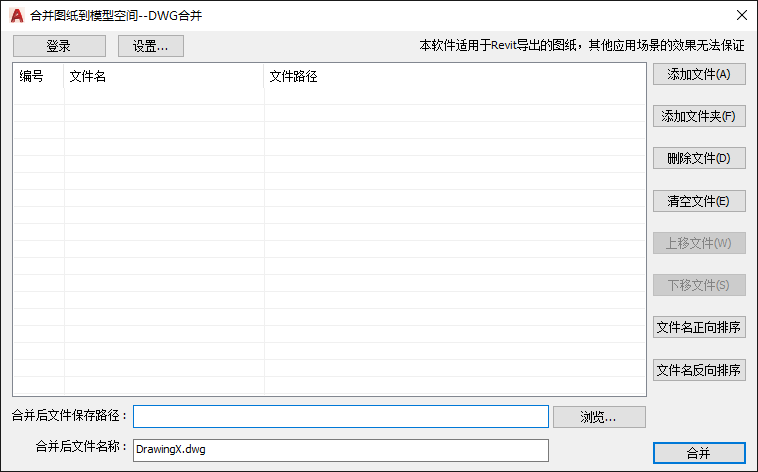 合并图纸到模型空间--DWG合并
登录 设置... 本软件适用于Revit导出的图纸，其他应用场景的效果无法保证
编号 文件名 文件路径
添加文件(A)
添加文件夹(F)
删除文件(D)
清空文件(E)
上移文件(W)
下移文件(S)
文件名正向排序
文件名反向排序
合并后文件保存路径： 浏览...
合并后文件名称： DrawingX.dwg
合并